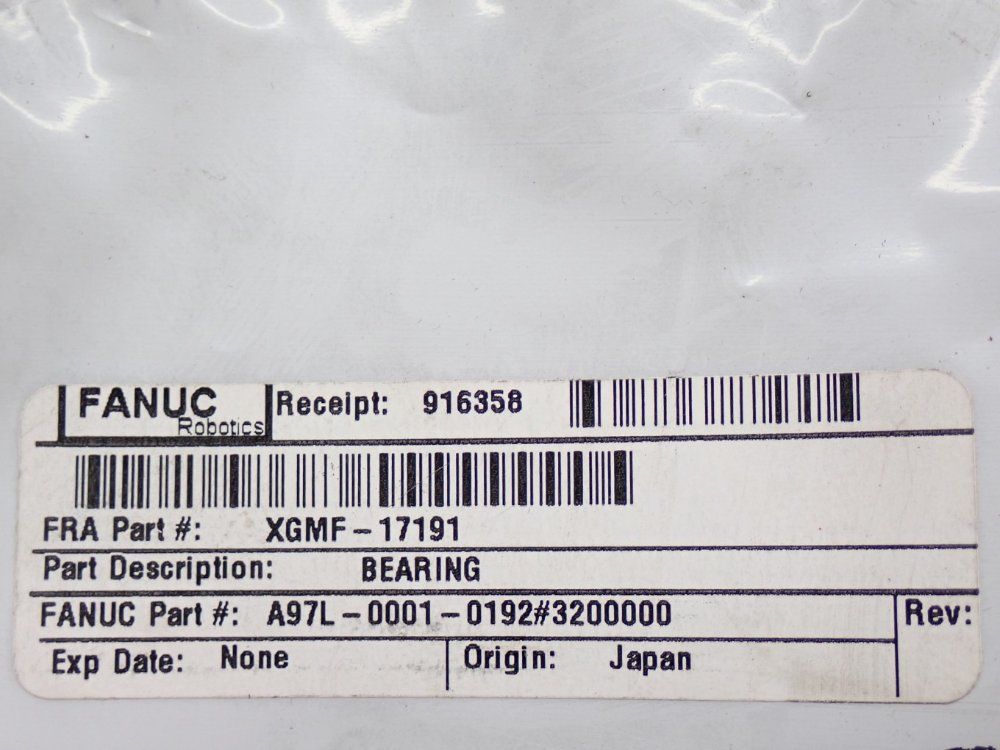 FANUC Robotics Receipt: 916358
FRA Part #: XGMF-17191
Part Description: BEARING
FANUC Part #: A97L-0001-0192#3200000 Rev:
Exp Date: None Origin: Japan